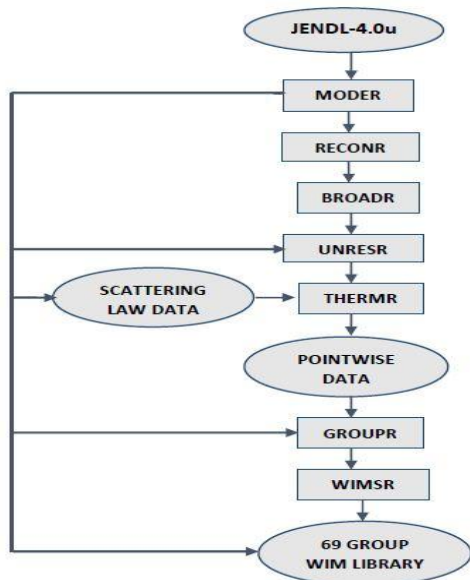 JENDL-4.0u
MODER
RECONR
BROADR
UNRESR
SCATTERING
LAW DATA
THERMR
POINTWISE
DATA
GROUPR
WIMSR
69 GROUP
WIM LIBRARY